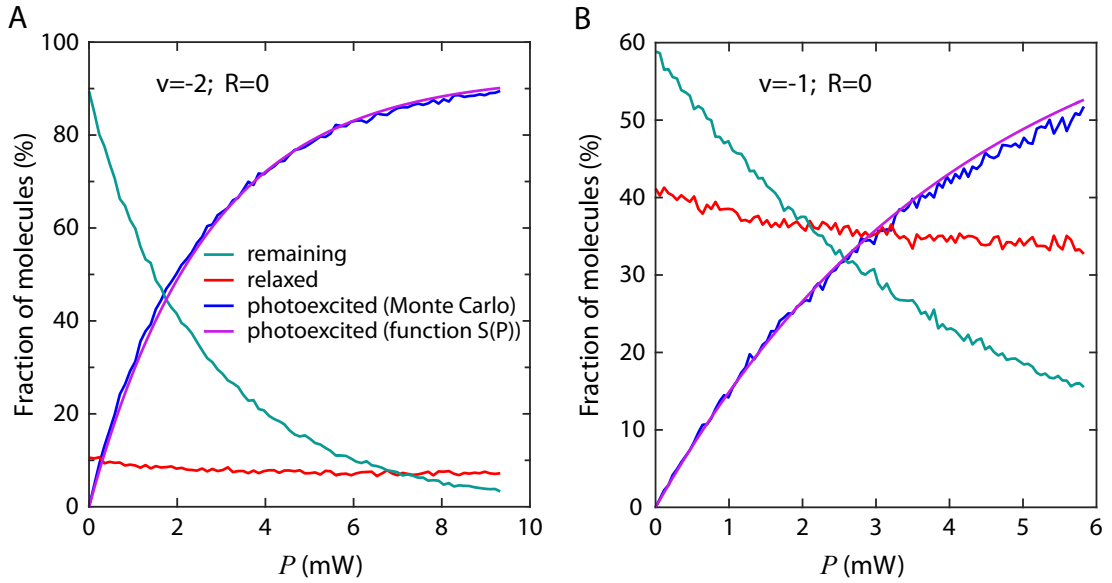 A
v=-2; R=0
Fraction of molecules (%)
100
80
60
40
20
0
remaining
relaxed
photoexcited (Monte Carlo)
photoexcited (function S(P))
0 2 4 6 8 10
P (mW)
B
v=-1; R=0
Fraction of molecules (%)
60
50
40
30
20
10
0
0 1 2 3 4 5 6
P (mW)